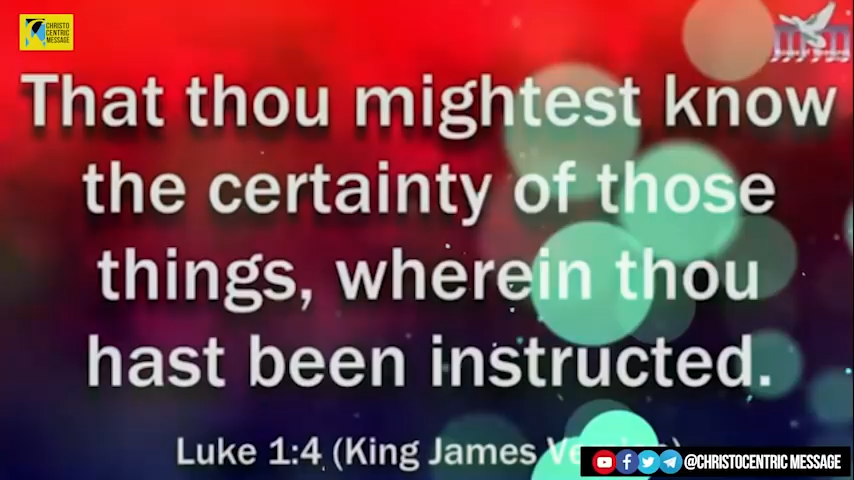 CHRISTO
CENTRIC
MESSAGE
That thou mightest know
the certainty of those
things, wherein thou
hast been instructed.
Luke 1:4 (King James Version)
@CHRISTOCENTRIC MESSAGE